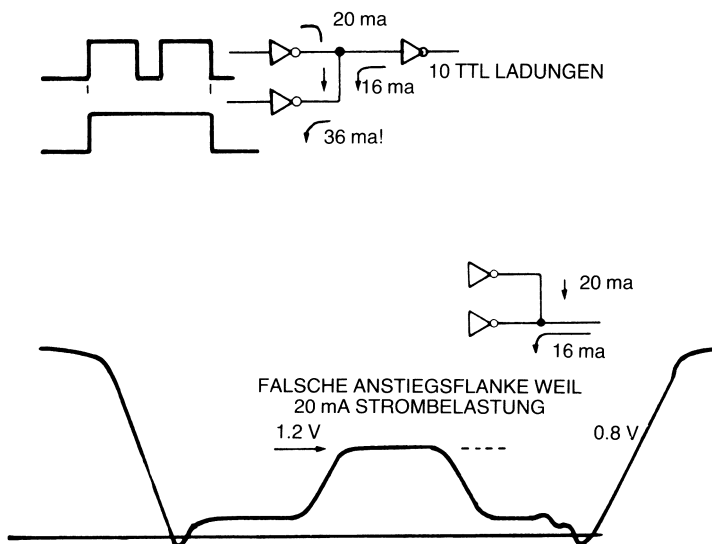 20 ma
10 TTL LADUNGEN
16 ma
36 ma!
20 ma
16 ma
FALSCHE ANSTIEGSFLANKE WEIL
20 mA STROMBELASTUNG
1.2 V
0.8 V